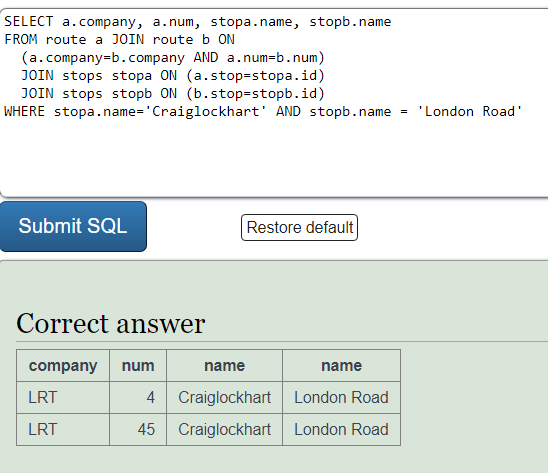 SELECT a.company, a.num, stopa.name, stopb.name
FROM route a JOIN route b ON
  (a.company=b.company AND a.num=b.num)
  JOIN stops stopa ON (a.stop=stopa.id)
  JOIN stops stopb ON (b.stop=stopb.id)
WHERE stopa.name='Craiglockhart' AND stopb.name = 'London Road'
Submit SQL Restore default
Correct answer
company num name name
LRT 4 Craiglockhart London Road
LRT 45 Craiglockhart London Road